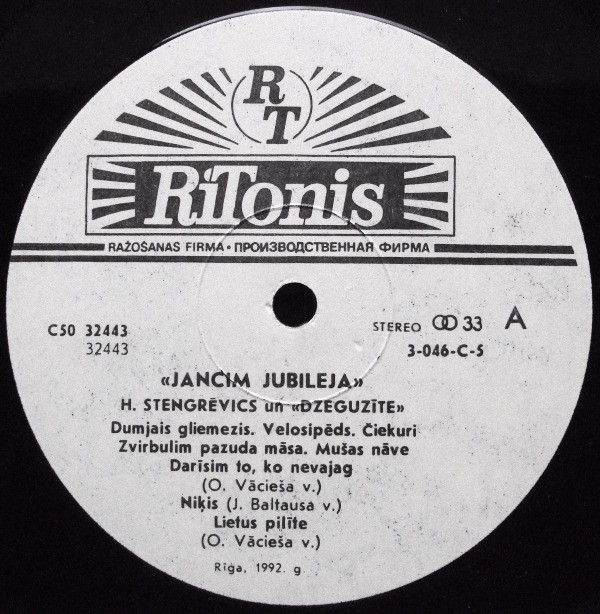 RT
RiTonis
RAŽOŠANAS FIRMA • ПРОИЗВОДСТВЕННАЯ ФИРМА
C50 32443
32443
STEREO 33 A
3-046-C-5
«JANCIM JUBILEJA»
H. STENGRĒVICS un «DZEGUZĪTE»
Dumjais gliemezis. Velosipēds. Čiekuri
Zvirbulim pazuda māsa. Mušas nāve
Darīsim to, ko nevajag
(O. Vācieša v.)
Niķis (J. Baltausa v.)
Lietus pilīte
(O. Vācieša v.)
Rīga, 1992. g.